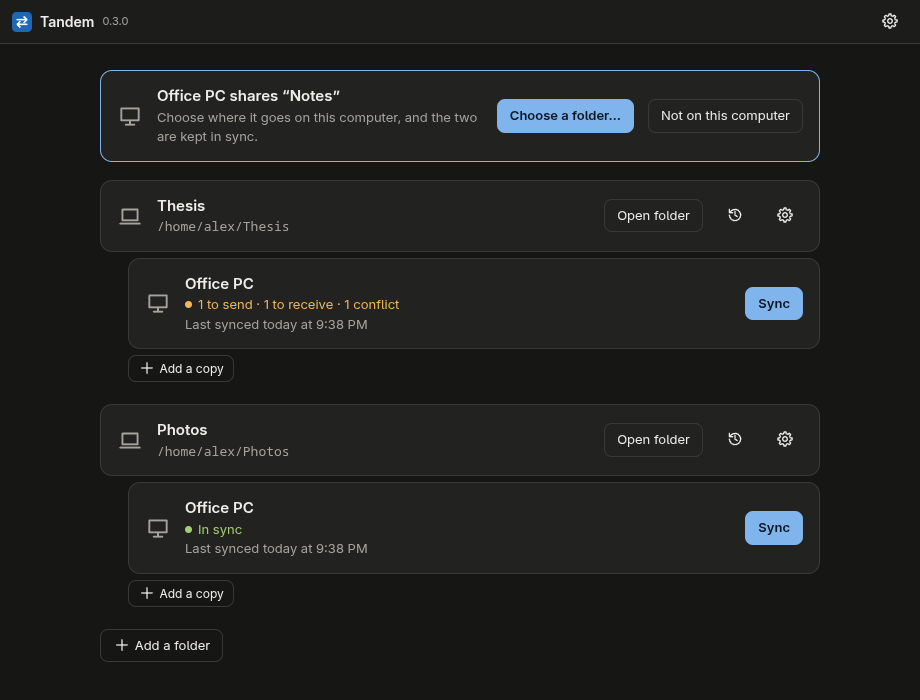 Tandem 0.3.0
Office PC shares “Notes”
Choose where it goes on this computer, and the two
are kept in sync.
Choose a folder...
Not on this computer
Thesis
/home/alex/Thesis
Open folder
Office PC
1 to send · 1 to receive · 1 conflict
Last synced today at 9:38 PM
Sync
Add a copy
Photos
/home/alex/Photos
Open folder
Office PC
In sync
Last synced today at 9:38 PM
Sync
Add a copy
Add a folder